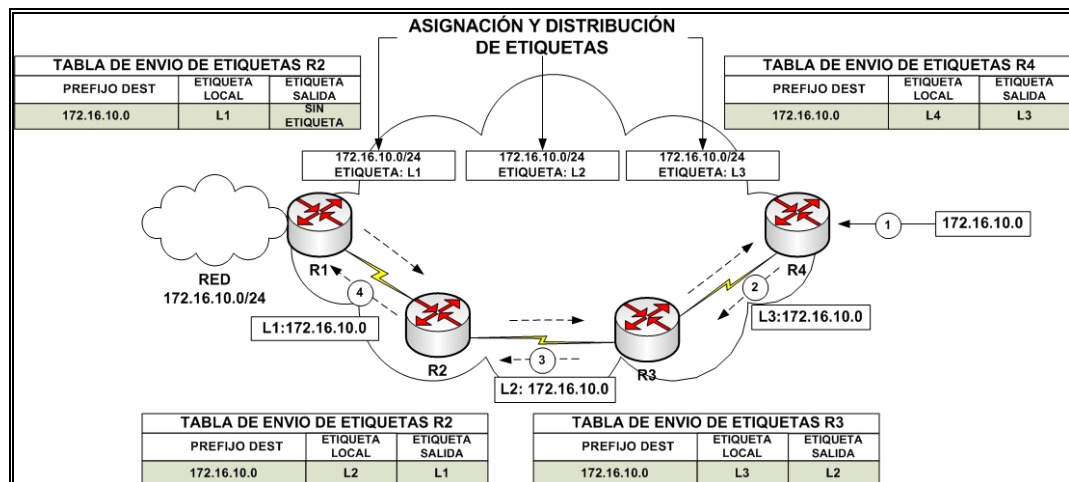 ASIGNACIÓN Y DISTRIBUCIÓN
DE ETIQUETAS
TABLA DE ENVIO DE ETIQUETAS R2
PREFIJO DEST
ETIQUETA
LOCAL
ETIQUETA
SALIDA
172.16.10.0
L1
SIN
ETIQUETA
TABLA DE ENVIO DE ETIQUETAS R4
PREFIJO DEST
ETIQUETA
LOCAL
ETIQUETA
SALIDA
172.16.10.0
L4
L3
172.16.10.0/24
ETIQUETA: L1
172.16.10.0/24
ETIQUETA: L2
172.16.10.0/24
ETIQUETA: L3
1
172.16.10.0
R1
R4
RED
172.16.10.0/24
4
2
L1:172.16.10.0
L3:172.16.10.0
R2
3
R3
L2: 172.16.10.0
TABLA DE ENVIO DE ETIQUETAS R2
PREFIJO DEST
ETIQUETA
LOCAL
ETIQUETA
SALIDA
172.16.10.0
L2
L1
TABLA DE ENVIO DE ETIQUETAS R3
PREFIJO DEST
ETIQUETA
LOCAL
ETIQUETA
SALIDA
172.16.10.0
L3
L2